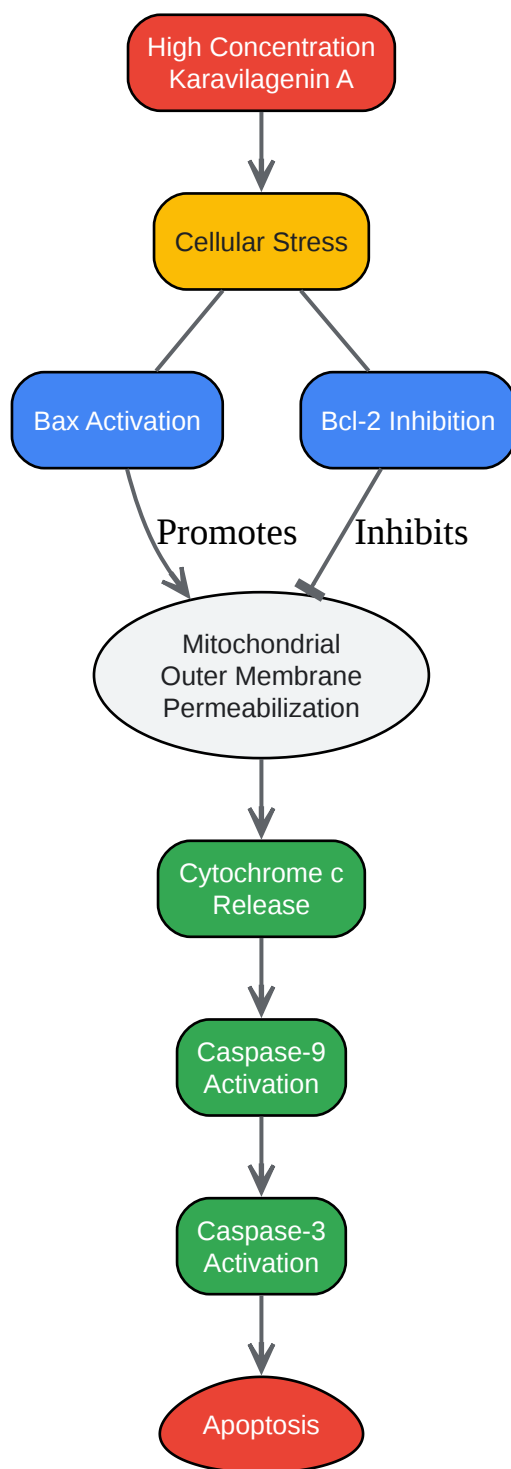 High Concentration
Karavilagenin A
Cellular Stress
Bax Activation
Bcl-2 Inhibition
Promotes
Inhibits
Mitochondrial
Outer Membrane
Permeabilization
Cytochrome c
Release
Caspase-9
Activation
Caspase-3
Activation
Apoptosis